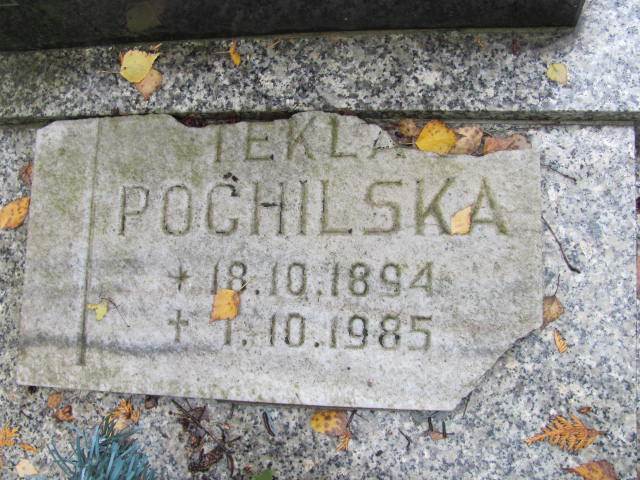 TEKLA
POCHILSKA
* 18.10.1894
† 1.10.1985